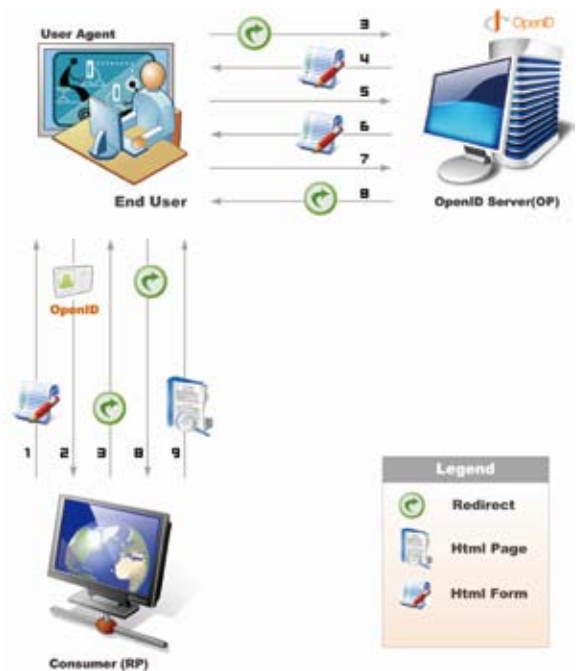 User Agent
3
OpenID
4
5
6
7
8
End User
OpenID Server(OP)
OpenID
1
2
3
8
9
Legend
Redirect
Html Page
Html Form
Consumer (RP)